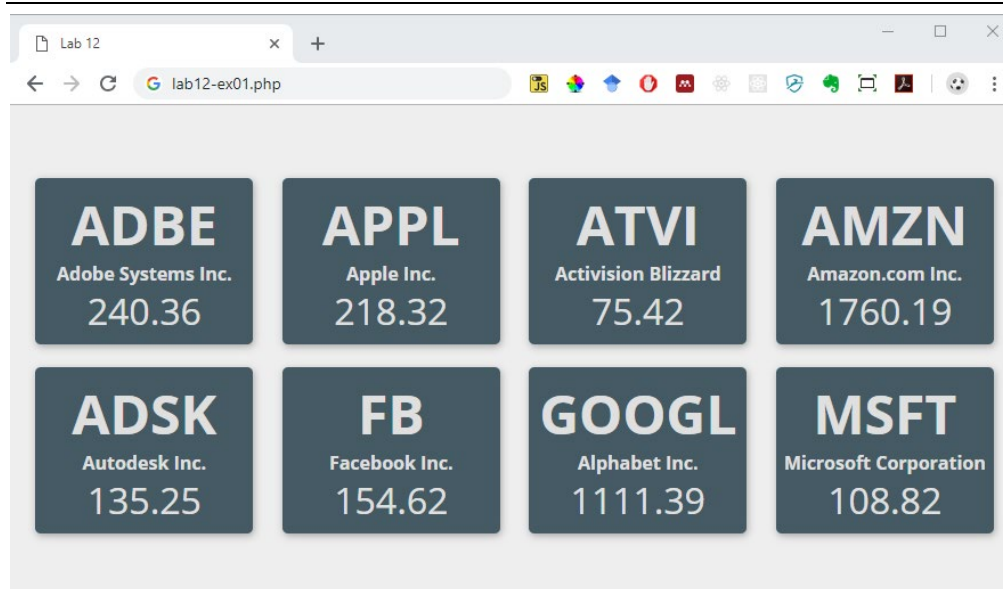 Lab 12
lab12-ex01.php
JS
ADBE
Adobe Systems Inc.
240.36
APPL
Apple Inc.
218.32
ATVI
Activision Blizzard
75.42
AMZN
Amazon.com Inc.
1760.19
ADSK
Autodesk Inc.
135.25
FB
Facebook Inc.
154.62
GOOGL
Alphabet Inc.
1111.39
MSFT
Microsoft Corporation
108.82